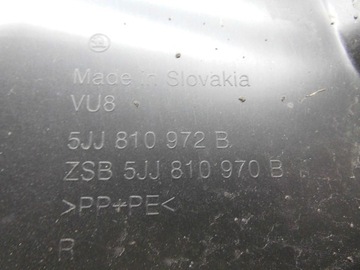 Made in Slovakia
VU8
5JJ 810 972 B
ZSB 5JJ 810 970 B
>PP+PE<
R